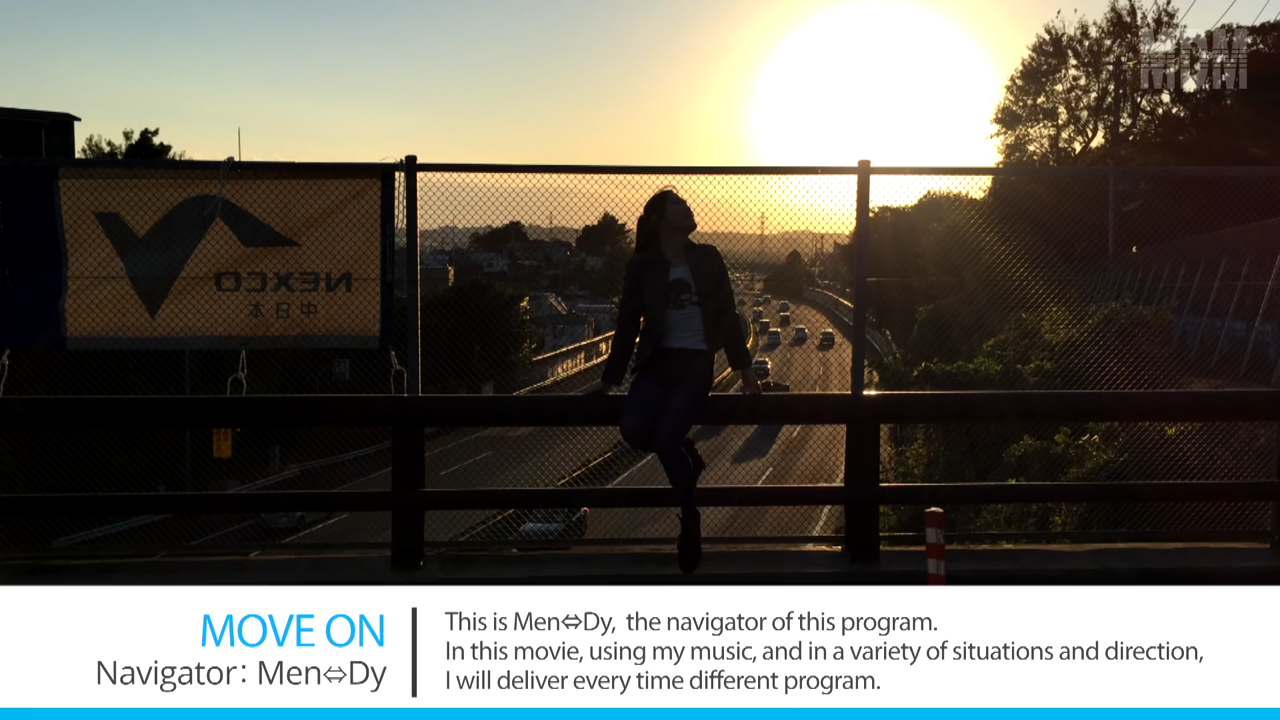 MDM
NEXCO
中日本
MOVE ON
Navigator: Men⇔Dy
This is Men⇔Dy, the navigator of this program.
In this movie, using my music, and in a variety of situations and direction,
I will deliver every time different program.